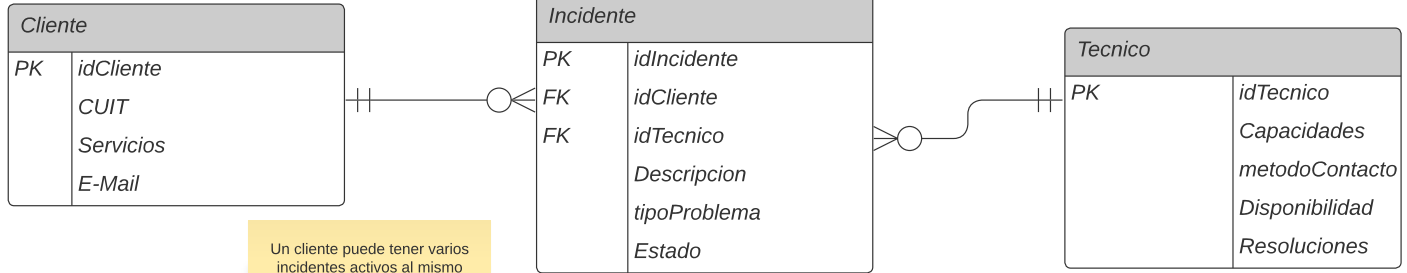 Cliente
PK idCliente
CUIT
Servicios
E-Mail
Un cliente puede tener varios
incidentes activos al mismo
Incidente
PK idIncidente
FK idCliente
FK idTecnico
Descripcion
tipoProblema
Estado
Tecnico
PK idTecnico
Capacidades
metodoContacto
Disponibilidad
Resoluciones